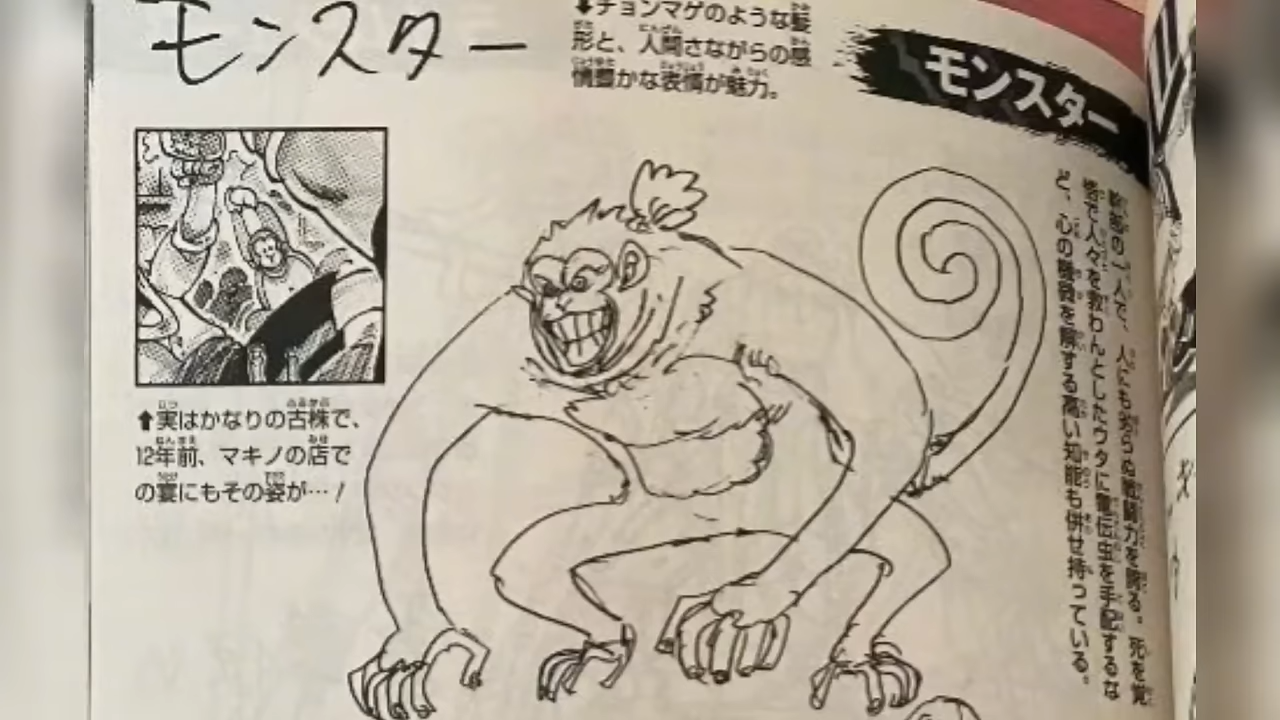 モンスター
⬇チョンマゲのような髪
形と、人間さながらの感
情豊かな表情が魅力。
モンスター
幹部の一人で、人にも劣らぬ戦闘力を誇る。死を覚
悟で人々を救わんとしたウタに電伝虫を手配するな
ど、心の機微を解する高い知能も併せ持っている。
⬆実はかなりの古株で、
12年前、マキノの店で
の宴にもその姿が…！